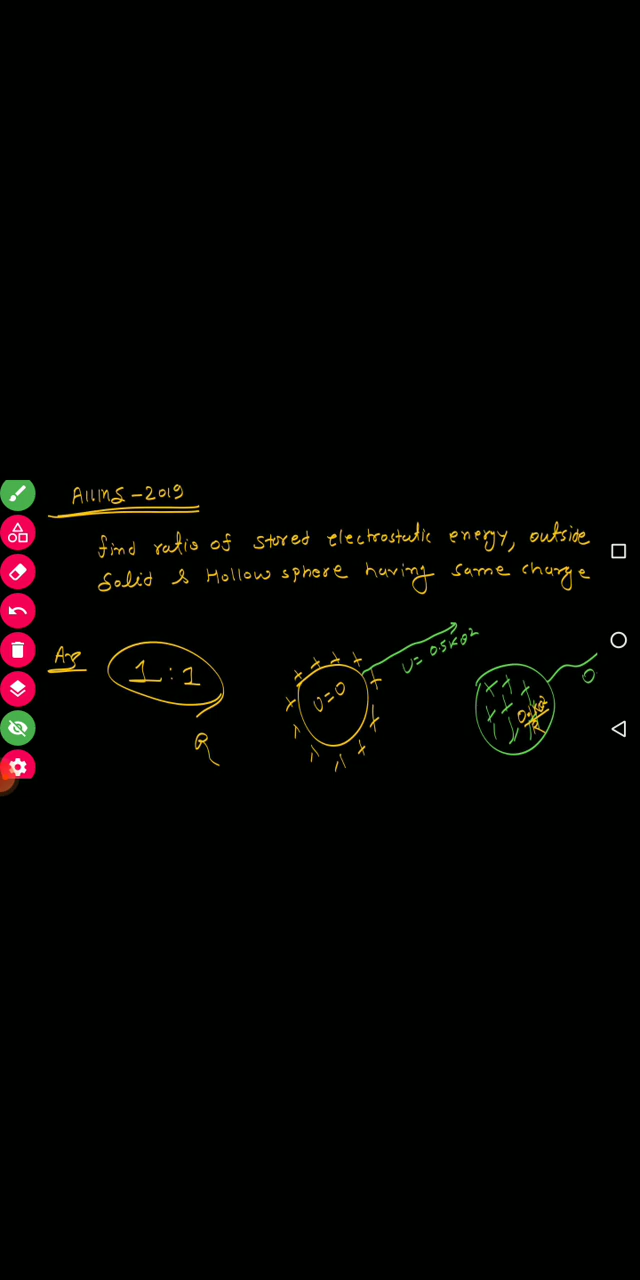 AIIMS-2019
find ratio of stored electrostatic energy, outside
Solid & Hollow sphere having same charge
Ans
1 : 1
R
U=0
U= 0.5KQ²
0